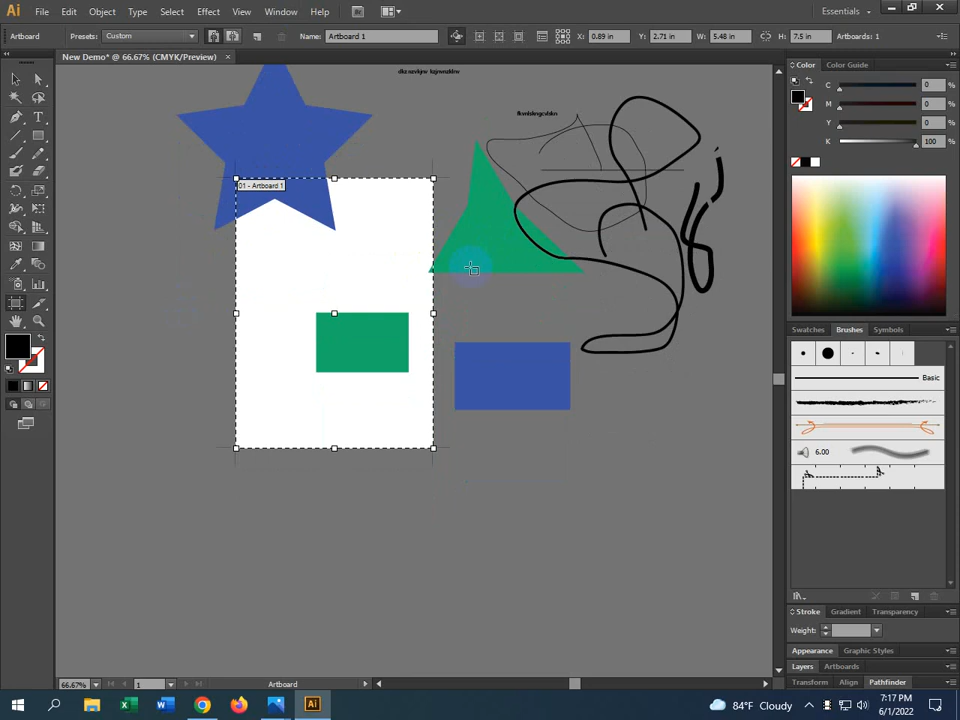 Ai File Edit Object Type Select Effect View Window Help Br Essentials
Artboard Presets: Custom Name: Artboard 1 X: 0.89 in Y: 2.71 in W: 5.48 in H: 7.5 in Artboards: 1
New Demo* @ 66.67% (CMYK/Preview) ×
Color Color Guide
C 0
M 0
Y 0
K 100
01 - Artboard 1
Swatches Brushes Symbols
Basic
6.00
Stroke Gradient Transparency
Weight:
Appearance Graphic Styles
Layers Artboards
Transform Align Pathfinder
66.67% 1 Artboard
84°F Cloudy
7:17 PM
6/1/2022